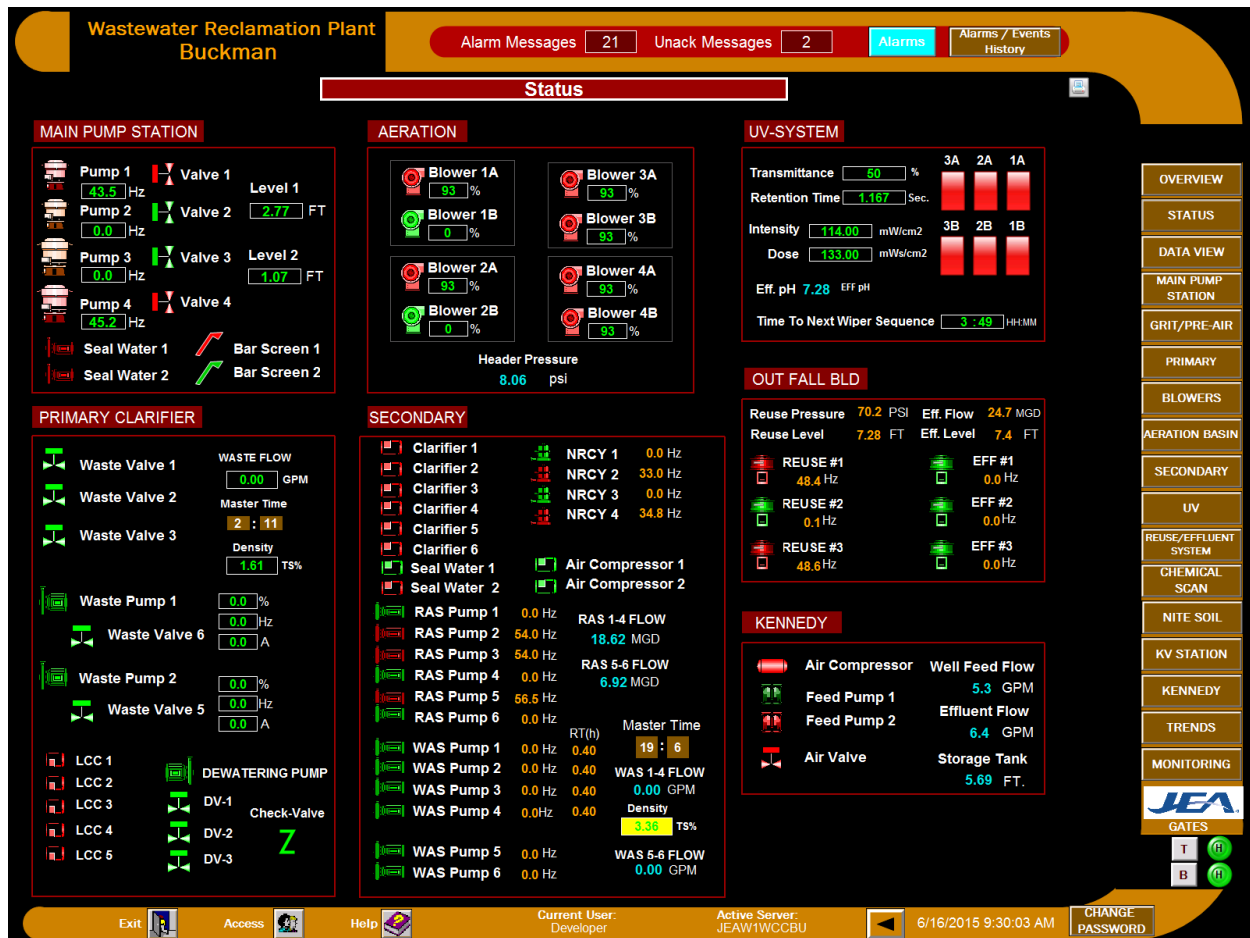 Wastewater Reclamation Plant
Buckman
Alarm Messages 21 Unack Messages 2
Alarms
Alarms / Events
History
Status
MAIN PUMP STATION
Pump 1
43.5 Hz
Valve 1
Pump 2
0.0 Hz
Valve 2
Pump 3
0.0 Hz
Valve 3
Pump 4
45.2 Hz
Valve 4
Level 1
2.77 FT
Level 2
1.07 FT
Seal Water 1
Bar Screen 1
Seal Water 2
Bar Screen 2
AERATION
Blower 1A
93 %
Blower 1B
0 %
Blower 3A
93 %
Blower 3B
93 %
Blower 2A
93 %
Blower 2B
0 %
Blower 4A
93 %
Blower 4B
93 %
Header Pressure
8.06 psi
UV-SYSTEM
Transmittance 50 %
Retention Time 1.167 Sec.
Intensity 114.00 mW/cm2
Dose 133.00 mWs/cm2
Eff. pH 7.28 EFF pH
Time To Next Wiper Sequence 3 : 49 HH:MM
3A 2A 1A
3B 2B 1B
PRIMARY CLARIFIER
Waste Valve 1
Waste Valve 2
Waste Valve 3
WASTE FLOW
0.00 GPM
Master Time
2 : 11
Density
1.61 TS%
Waste Pump 1
0.0 %
0.0 Hz
0.0 A
Waste Valve 6
Waste Pump 2
0.0 %
0.0 Hz
0.0 A
Waste Valve 5
LCC 1
LCC 2
LCC 3
LCC 4
LCC 5
DEWATERING PUMP
DV-1
DV-2
DV-3
Check-Valve
Z
SECONDARY
Clarifier 1
Clarifier 2
Clarifier 3
Clarifier 4
Clarifier 5
Clarifier 6
Seal Water 1
Seal Water 2
NRCY 1 0.0 Hz
NRCY 2 33.0 Hz
NRCY 3 0.0 Hz
NRCY 4 34.8 Hz
Air Compressor 1
Air Compressor 2
RAS Pump 1 0.0 Hz
RAS Pump 2 54.0 Hz
RAS Pump 3 54.0 Hz
RAS Pump 4 0.0 Hz
RAS Pump 5 56.5 Hz
RAS Pump 6 0.0 Hz
RAS 1-4 FLOW
18.62 MGD
RAS 5-6 FLOW
6.92 MGD
RT(h)
WAS Pump 1 0.0 Hz 0.40
WAS Pump 2 0.0 Hz 0.40
WAS Pump 3 0.0 Hz 0.40
WAS Pump 4 0.0Hz 0.40
WAS Pump 5 0.0 Hz
WAS Pump 6 0.0 Hz
Master Time
19 : 6
WAS 1-4 FLOW
0.00 GPM
Density
3.36 TS%
WAS 5-6 FLOW
0.00 GPM
OUT FALL BLD
Reuse Pressure 70.2 PSI Eff. Flow 24.7 MGD
Reuse Level 7.28 FT Eff. Level 7.4 FT
REUSE #1
48.4 Hz
EFF #1
0.0 Hz
REUSE #2
0.1 Hz
EFF #2
0.0 Hz
REUSE #3
48.6 Hz
EFF #3
0.0 Hz
KENNEDY
Air Compressor
Feed Pump 1
Feed Pump 2
Air Valve
Well Feed Flow
5.3 GPM
Effluent Flow
6.4 GPM
Storage Tank
5.69 FT.
OVERVIEW
STATUS
DATA VIEW
MAIN PUMP
STATION
GRIT/PRE-AIR
PRIMARY
BLOWERS
AERATION BASIN
SECONDARY
UV
REUSE/EFFLUENT
SYSTEM
CHEMICAL
SCAN
NITE SOIL
KV STATION
KENNEDY
TRENDS
MONITORING
JEA
GATES
T H
B H
Exit
Access
Help
Current User:
Developer
Active Server:
JEAW1WCCBU
6/16/2015 9:30:03 AM
CHANGE
PASSWORD